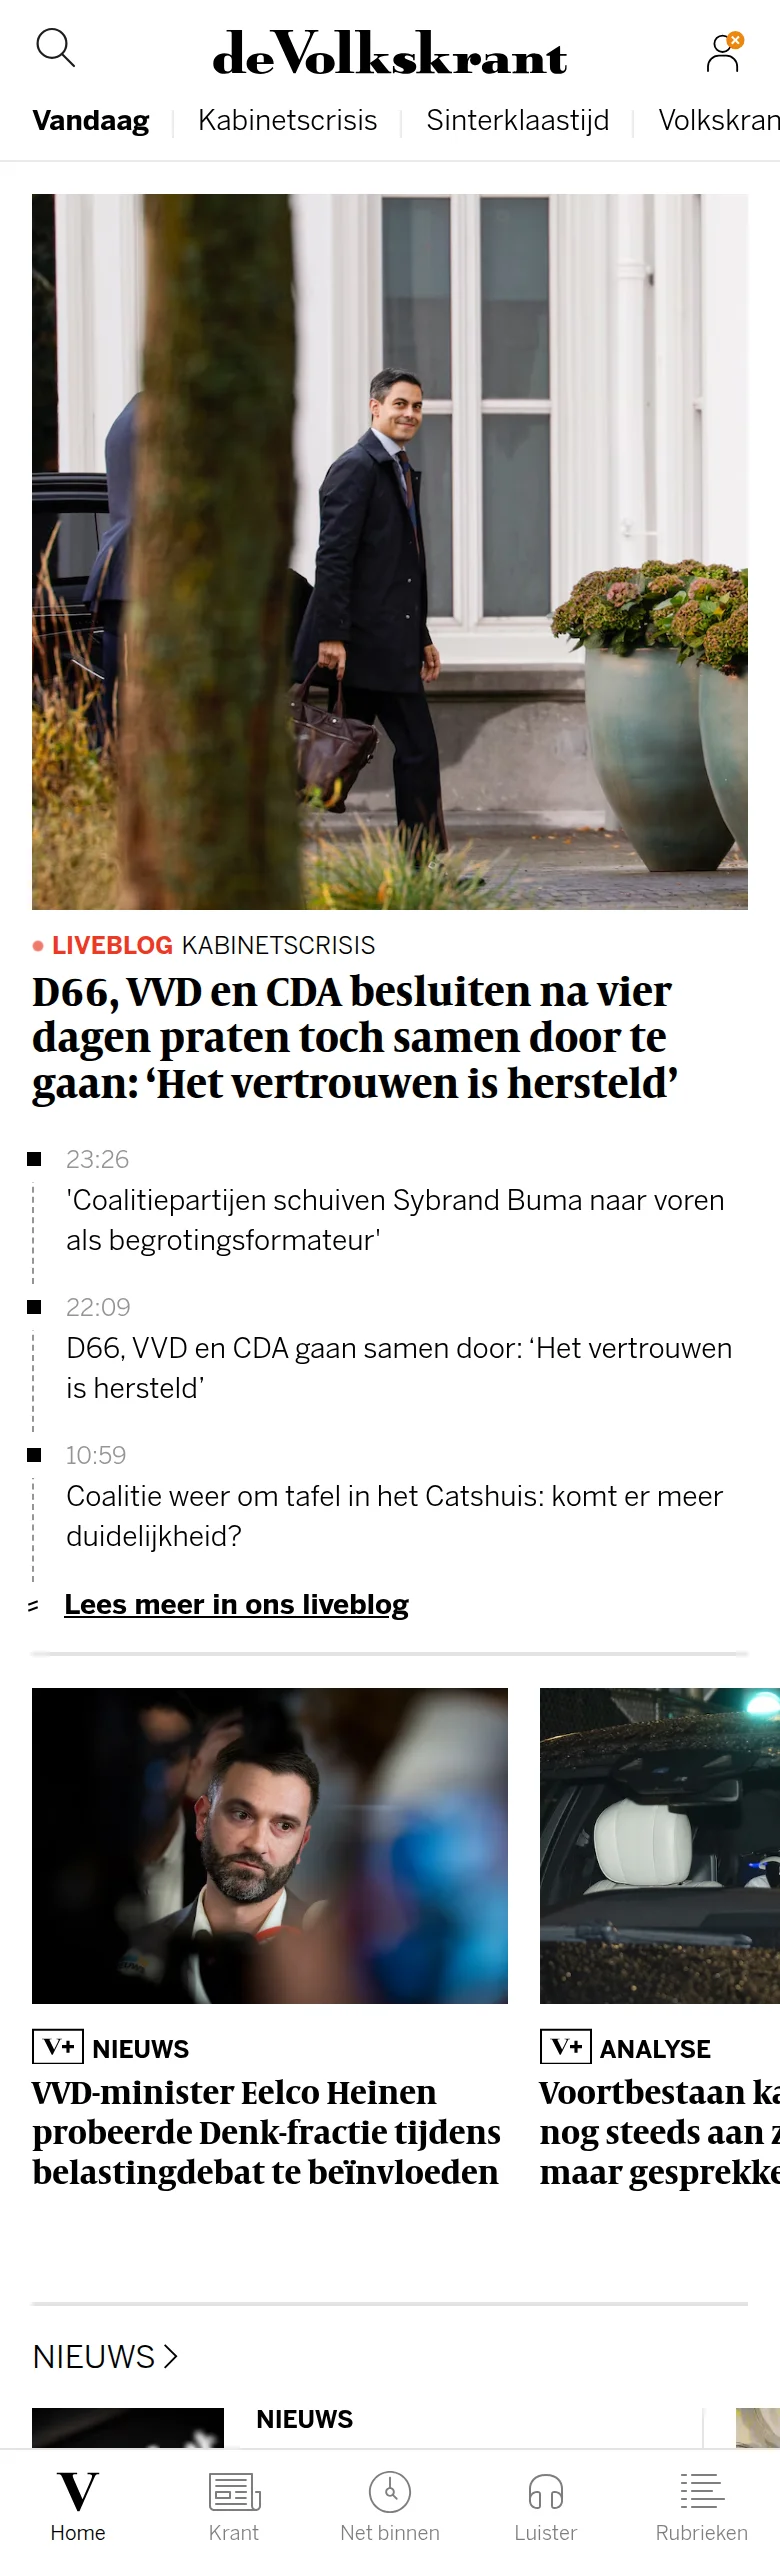 deVolkskrant
Vandaag Kabinetscrisis Sinterklaastijd Volkskran
LIVEBLOG KABINETSCRISIS
D66, VVD en CDA besluiten na vier
dagen praten toch samen door te
gaan: ‘Het vertrouwen is hersteld’
23:26
'Coalitiepartijen schuiven Sybrand Buma naar voren
als begrotingsformateur'
22:09
D66, VVD en CDA gaan samen door: ‘Het vertrouwen
is hersteld’
10:59
Coalitie weer om tafel in het Catshuis: komt er meer
duidelijkheid?
Lees meer in ons liveblog
V+ NIEUWS
VVD-minister Eelco Heinen
probeerde Denk-fractie tijdens
belastingdebat te beïnvloeden
V+ ANALYSE
Voortbestaan ka
nog steeds aan z
maar gesprekke
NIEUWS
NIEUWS
V
Home Krant Net binnen Luister Rubrieken